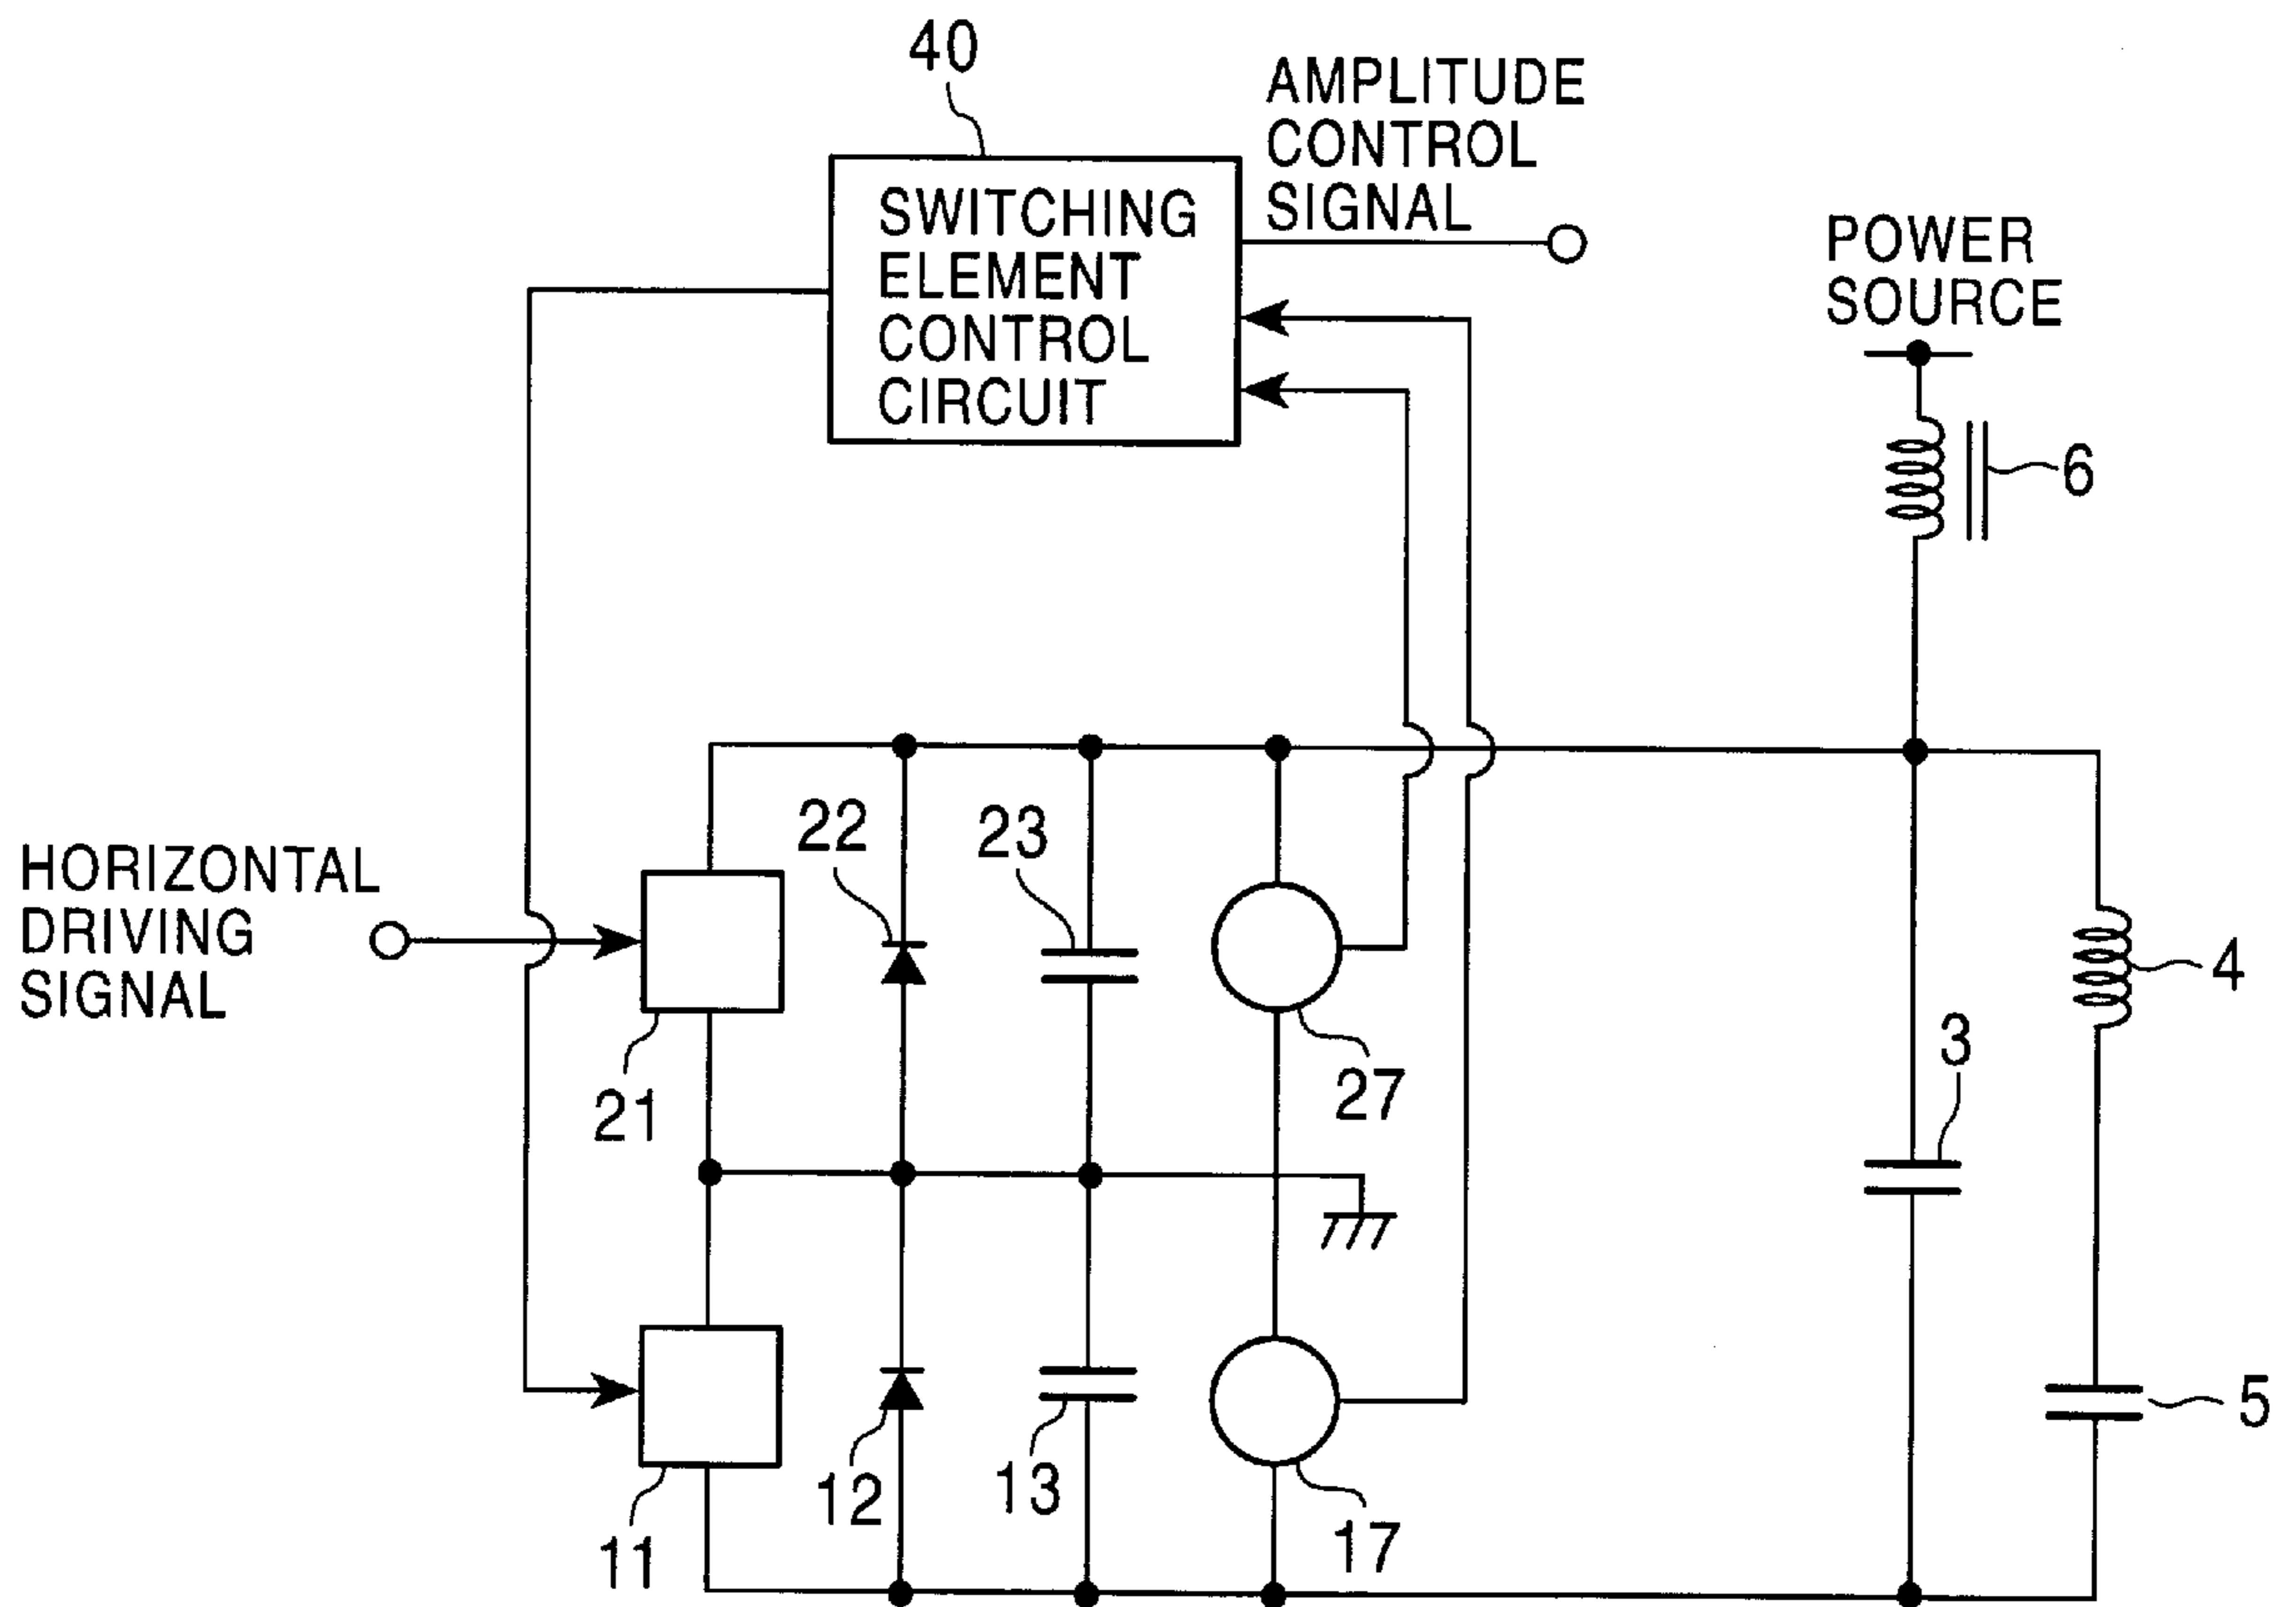 40
AMPLITUDE
CONTROL
SIGNAL
SWITCHING
ELEMENT
CONTROL
CIRCUIT
POWER
SOURCE
6
22
23
HORIZONTAL
DRIVING
SIGNAL
4
3
21
27
5
12
13
11
17